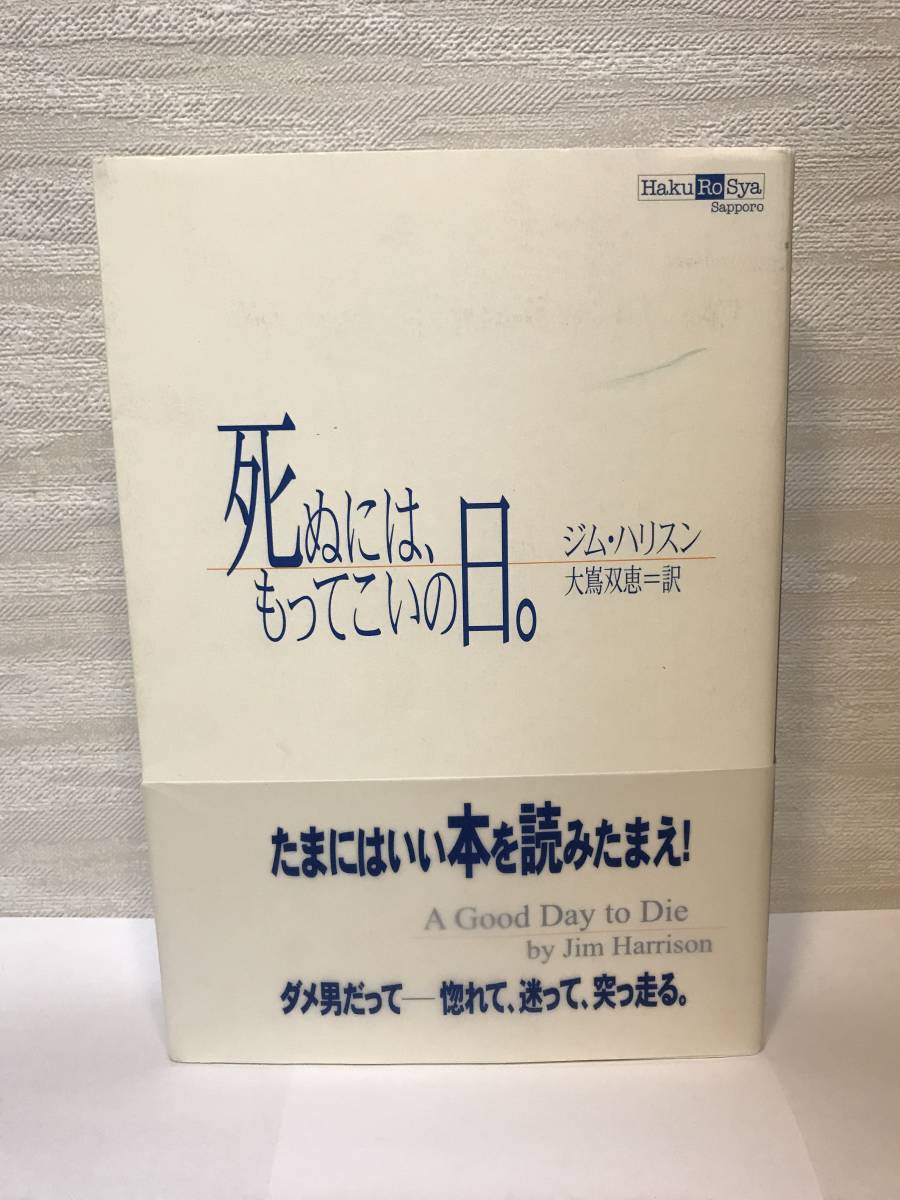 Haku Ro Sya
Sapporo
死ぬには、
もってこいの日。
ジム・ハリスン
大嶌双恵＝訳
たまにはいい本を読みたまえ!
A Good Day to Die
by Jim Harrison
ダメ男だって──惚れて、迷って、突っ走る。